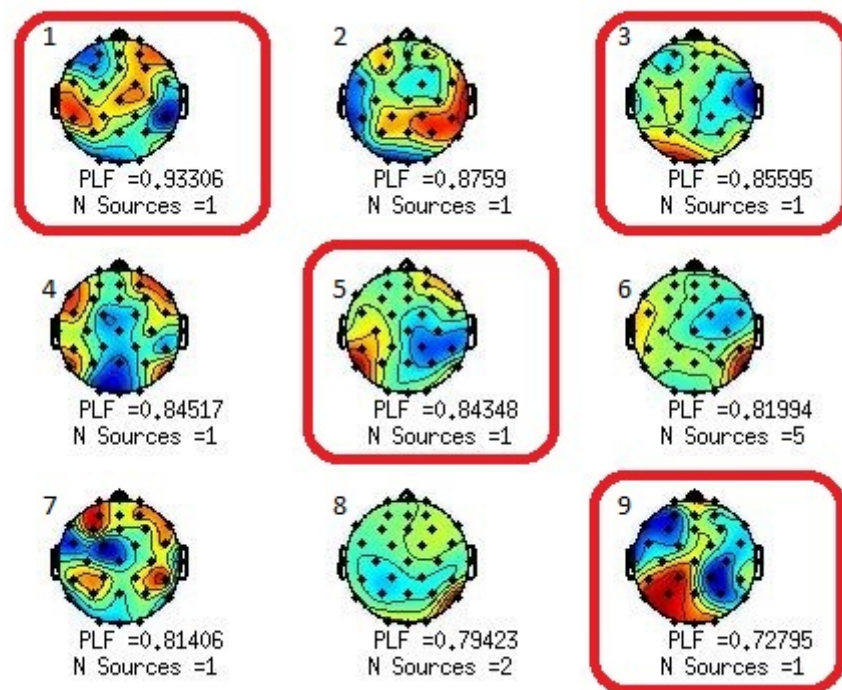 1 2 3
PLF =0.93306 PLF =0.8759 PLF =0.85595
N Sources =1 N Sources =1 N Sources =1
4 5 6
PLF =0.84517 PLF =0.84348 PLF =0.81994
N Sources =1 N Sources =1 N Sources =5
7 8 9
PLF =0.81406 PLF =0.79423 PLF =0.72795
N Sources =1 N Sources =2 N Sources =1